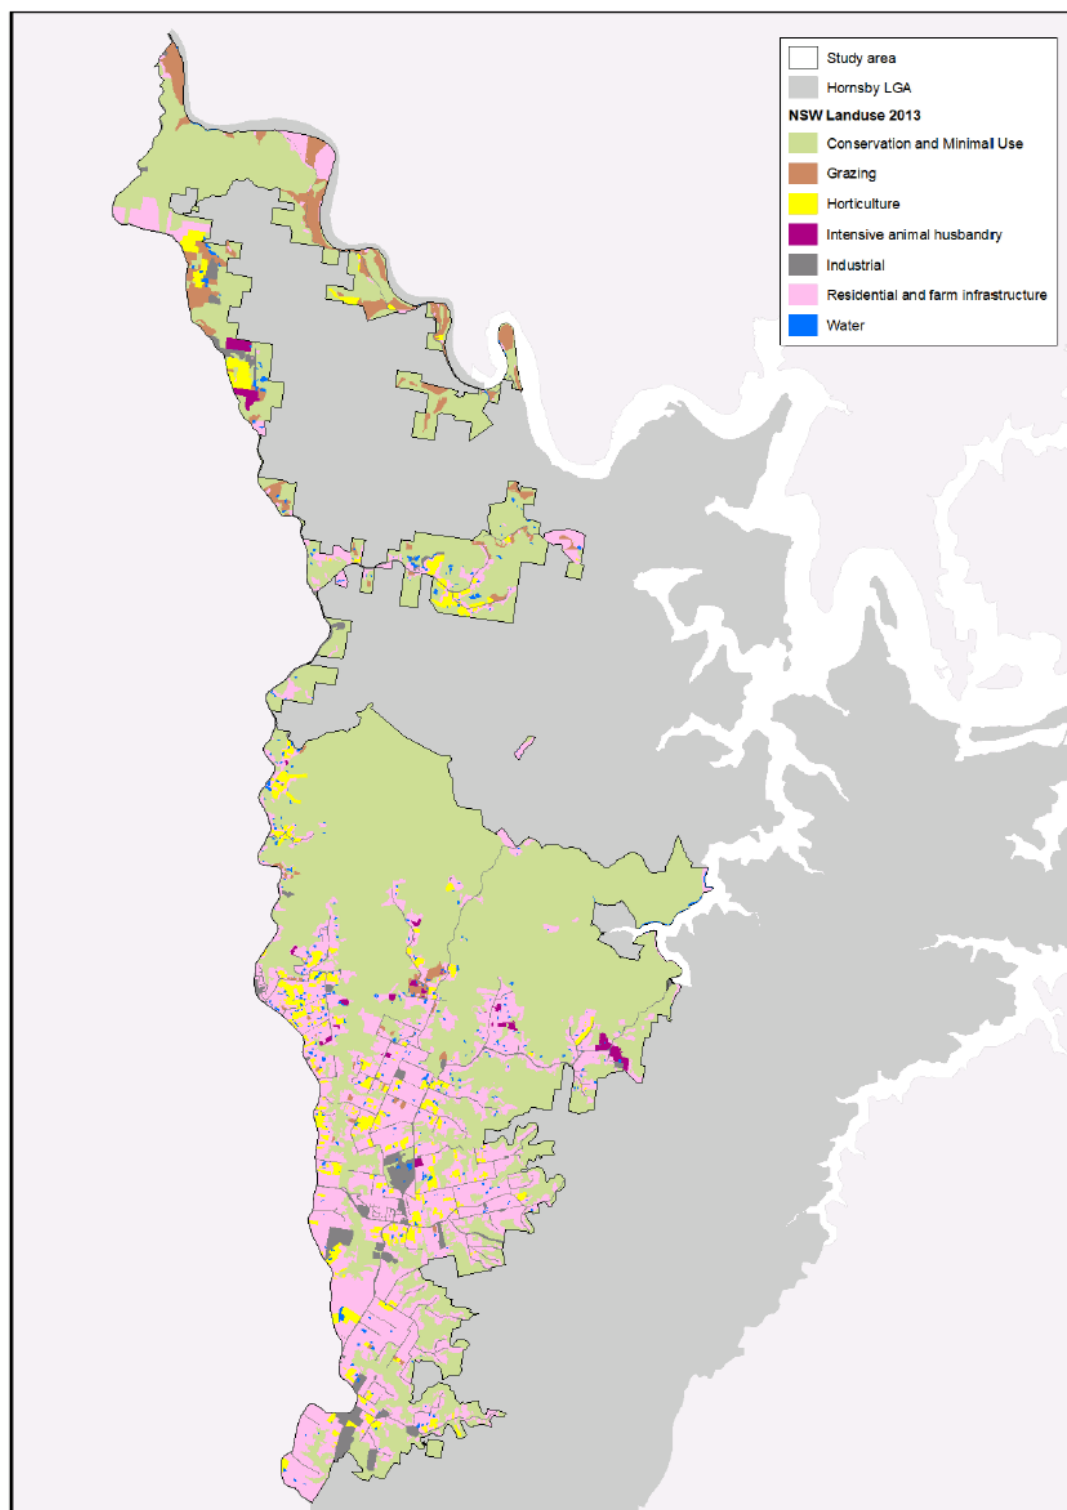 Study area
Hornsby LGA
NSW Landuse 2013
Conservation and Minimall Use
Grazing
Horticulture
Intensive animal husbandry
Industrial
Residential and farm infrastructure
Water